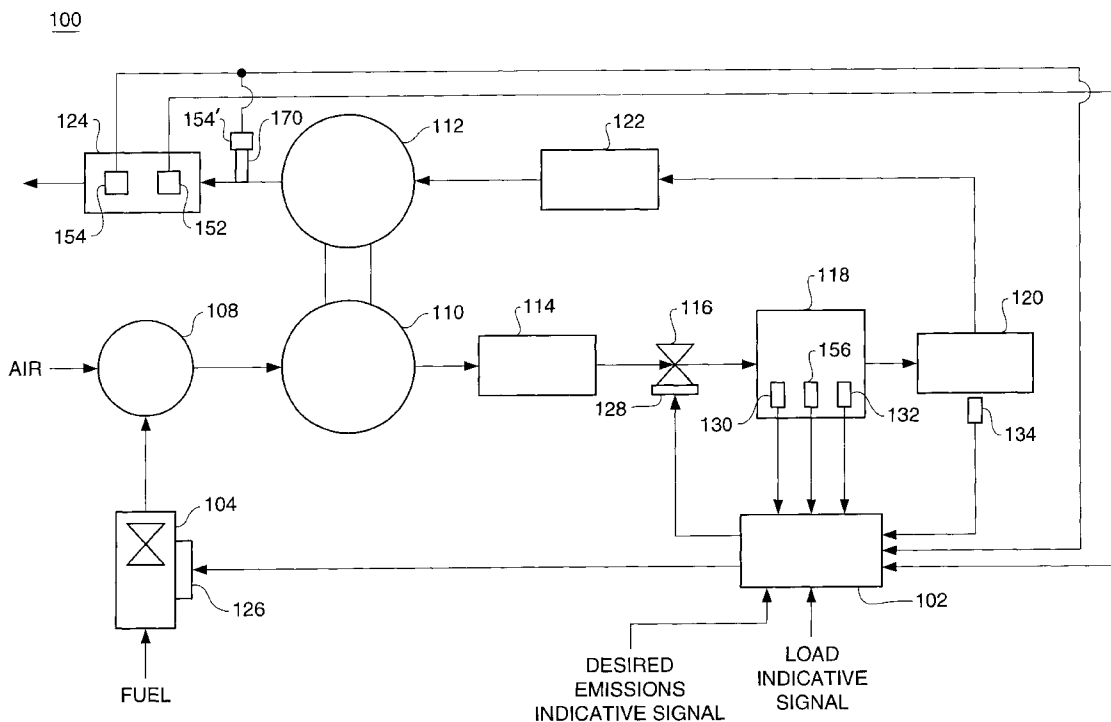 100
124
154′
170
112
122
154
152
108
110
114
116
118
156
120
AIR
128
130
132
134
104
126
102
FUEL
DESIRED
EMISSIONS
INDICATIVE SIGNAL
LOAD
INDICATIVE
SIGNAL